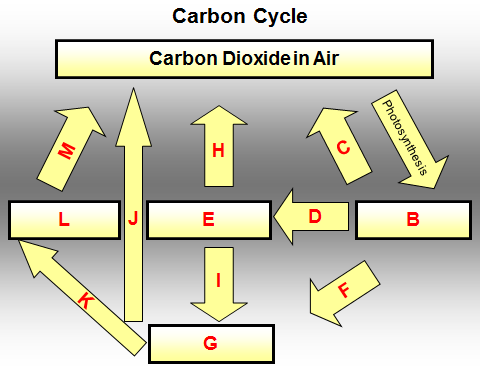 Carbon Cycle
Carbon Dioxide in Air
Photosynthesis
M
H
C
L
J
E
D
B
K
I
F
G